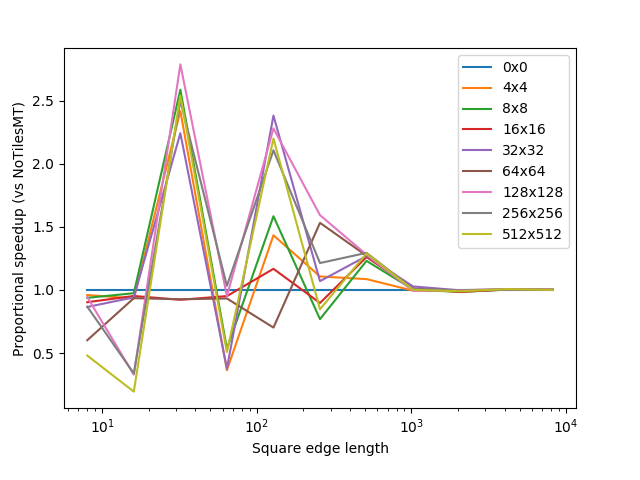 Proportional speedup (vs NoTilesMT)
2.5
2.0
1.5
1.0
0.5
10¹
10²
10³
10⁴
Square edge length
0x0
4x4
8x8
16x16
32x32
64x64
128x128
256x256
512x512